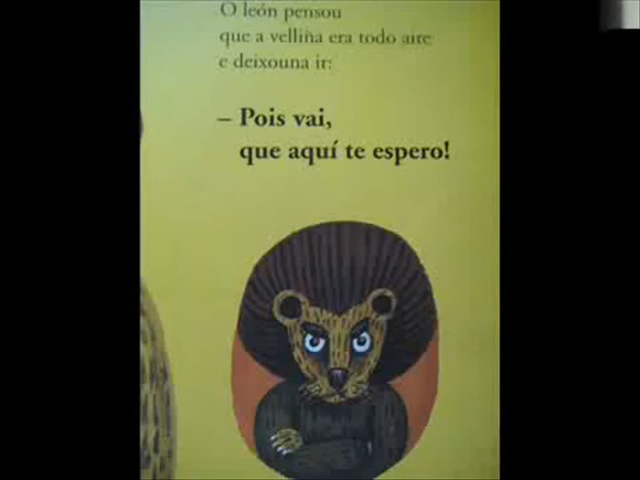 O león pensou
que a velliña era todo aire
e deixouna ir:
– Pois vai,
que aquí te espero!